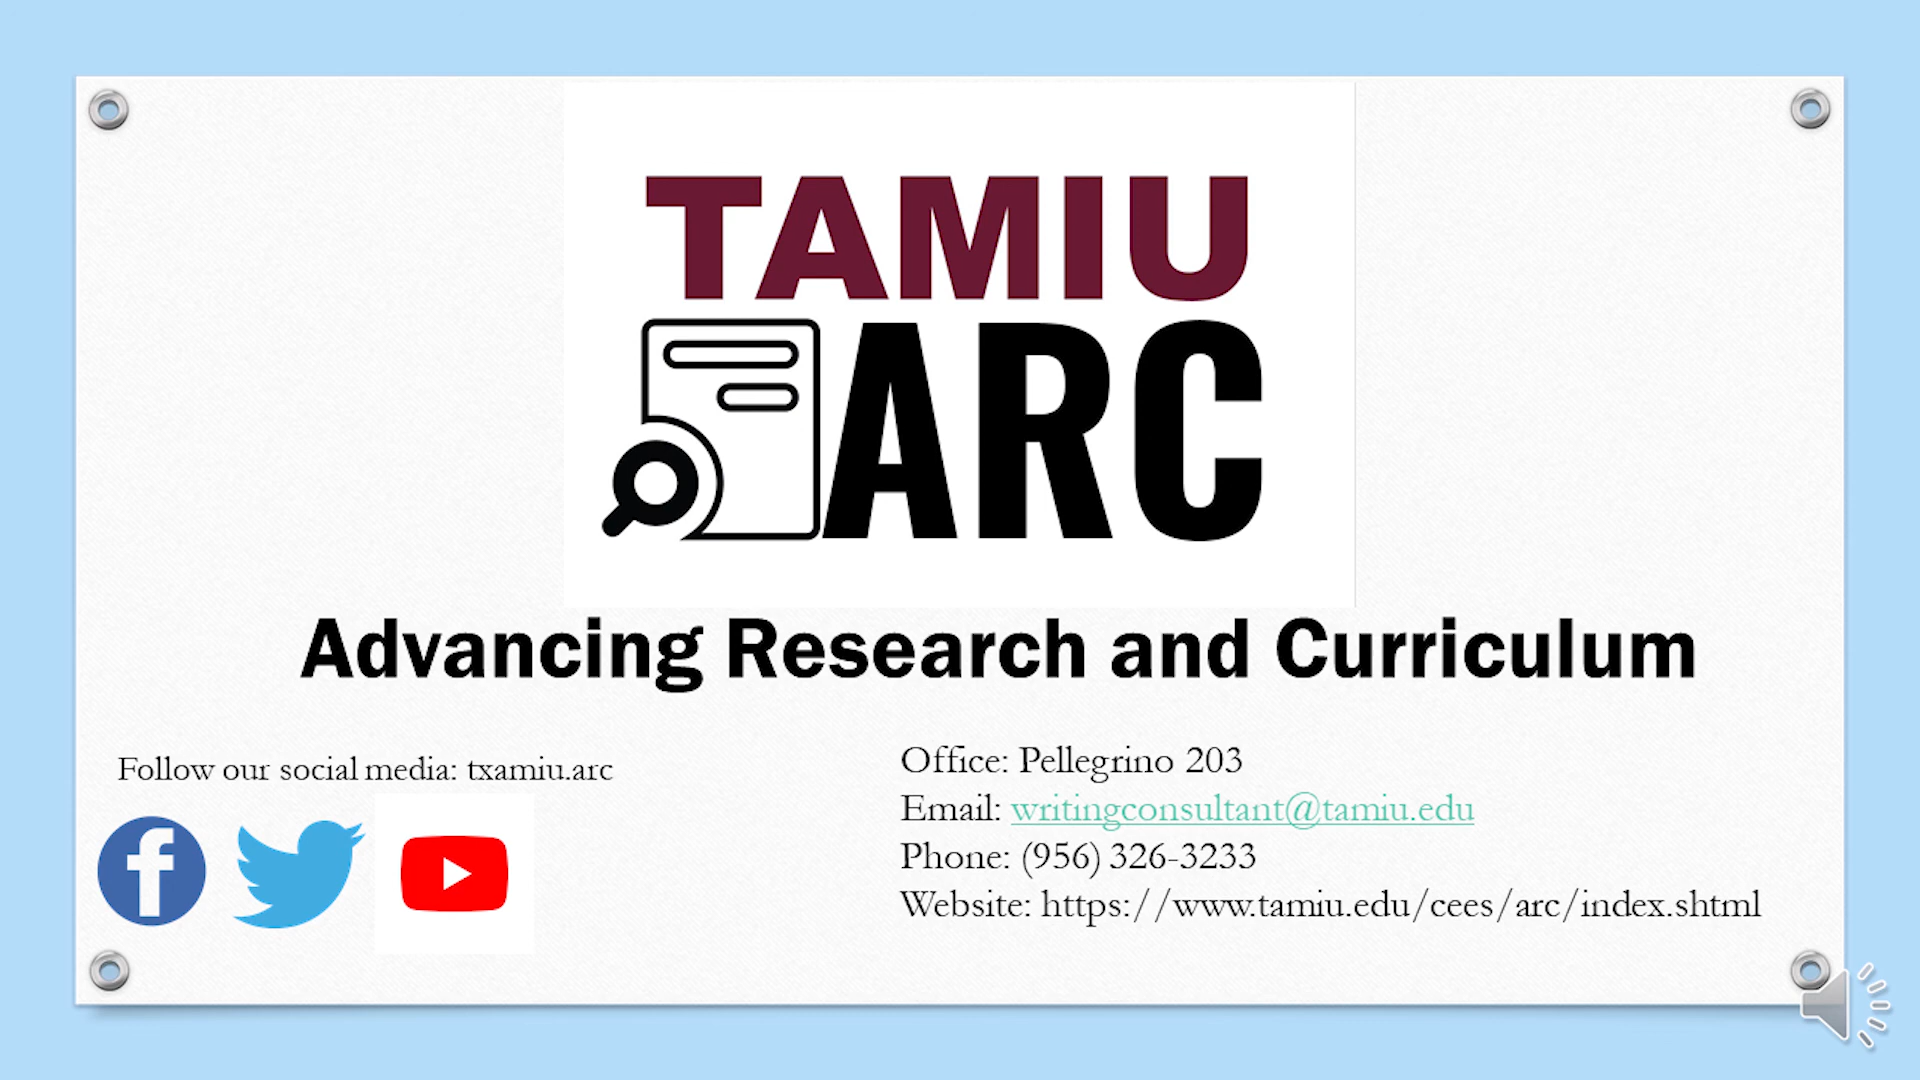 TAMIU
ARC
Advancing Research and Curriculum
Follow our social media: txamiu.arc
Office: Pellegrino 203
Email: writingconsultant@tamiu.edu
Phone: (956) 326-3233
Website: https://www.tamiu.edu/cees/arc/index.shtml